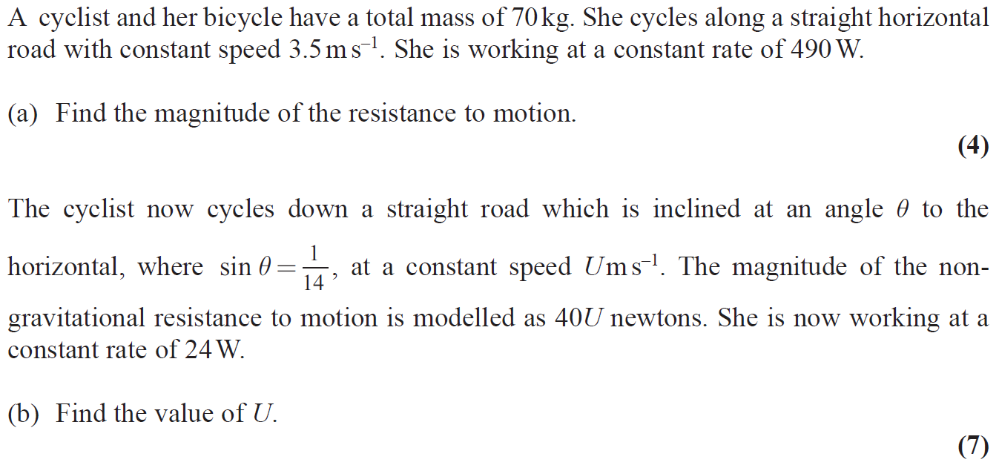 A cyclist and her bicycle have a total mass of 70 kg. She cycles along a straight horizontal
road with constant speed 3.5 m s⁻¹. She is working at a constant rate of 490 W.
(a) Find the magnitude of the resistance to motion.
(4)
The cyclist now cycles down a straight road which is inclined at an angle θ to the
horizontal, where sin θ = 1/14, at a constant speed U m s⁻¹. The magnitude of the non-
gravitational resistance to motion is modelled as 40U newtons. She is now working at a
constant rate of 24 W.
(b) Find the value of U.
(7)